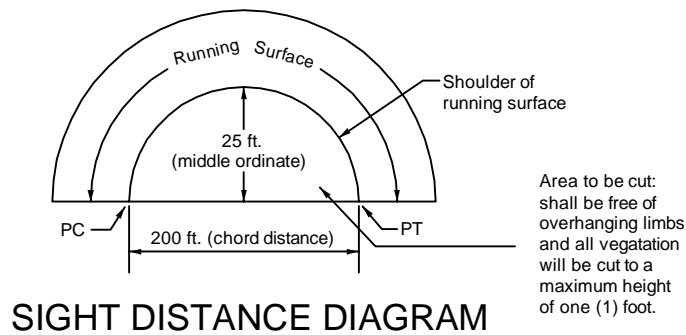 Running Surface
Shoulder of
running surface
25 ft.
(middle ordinate)
Area to be cut:
shall be free of
overhanging limbs
and all vegatation
will be cut to a
maximum height
of one (1) foot.
PC
PT
200 ft. (chord distance)
SIGHT DISTANCE DIAGRAM